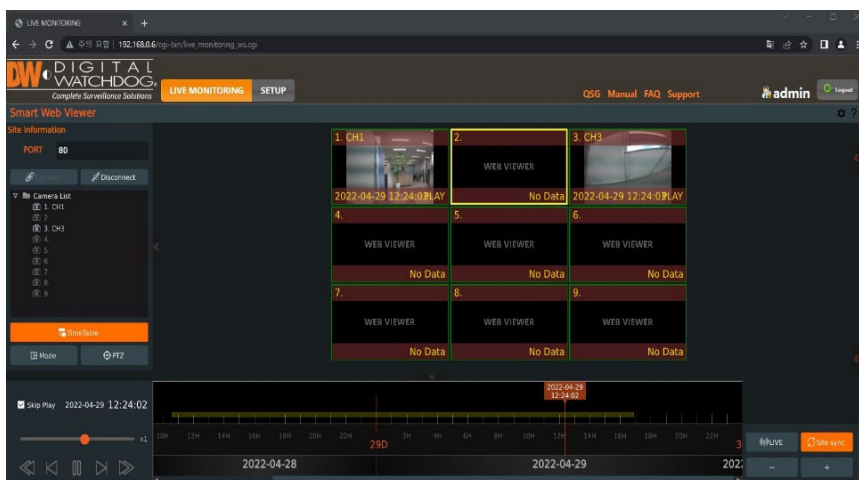 LIVE MONITORING
주의 요함 | 192.168.0.6/cgi-bin/live_monitoring_ws.cgi
DW DIGITAL WATCHDOG
Complete Surveillance Solutions
LIVE MONITORING SETUP
QSG Manual FAQ Support
admin
Logout
Smart Web Viewer
Site information
PORT 80
Disconnect
Camera List
1. CH1
2
3. CH3
4
5
6
7
8
9
TimeTable
Mode PTZ
1. CH1
2022-04-29 12:24:02 PLAY
2.
WEB VIEWER
No Data
3. CH3
2022-04-29 12:24:02 PLAY
4.
WEB VIEWER
No Data
5.
WEB VIEWER
No Data
6.
WEB VIEWER
No Data
7.
WEB VIEWER
No Data
8.
WEB VIEWER
No Data
9.
WEB VIEWER
No Data
Skip Play 2022-04-29 12:24:02
x1
2022-04-29
12:24:02
10H 12H 14H 16H 18H 20H 22H 29D 2H 4H 6H 8H 10H 12H 14H 16H 18H 20H 22H 3
2022-04-28 2022-04-29 202
LIVE Site sync
- +